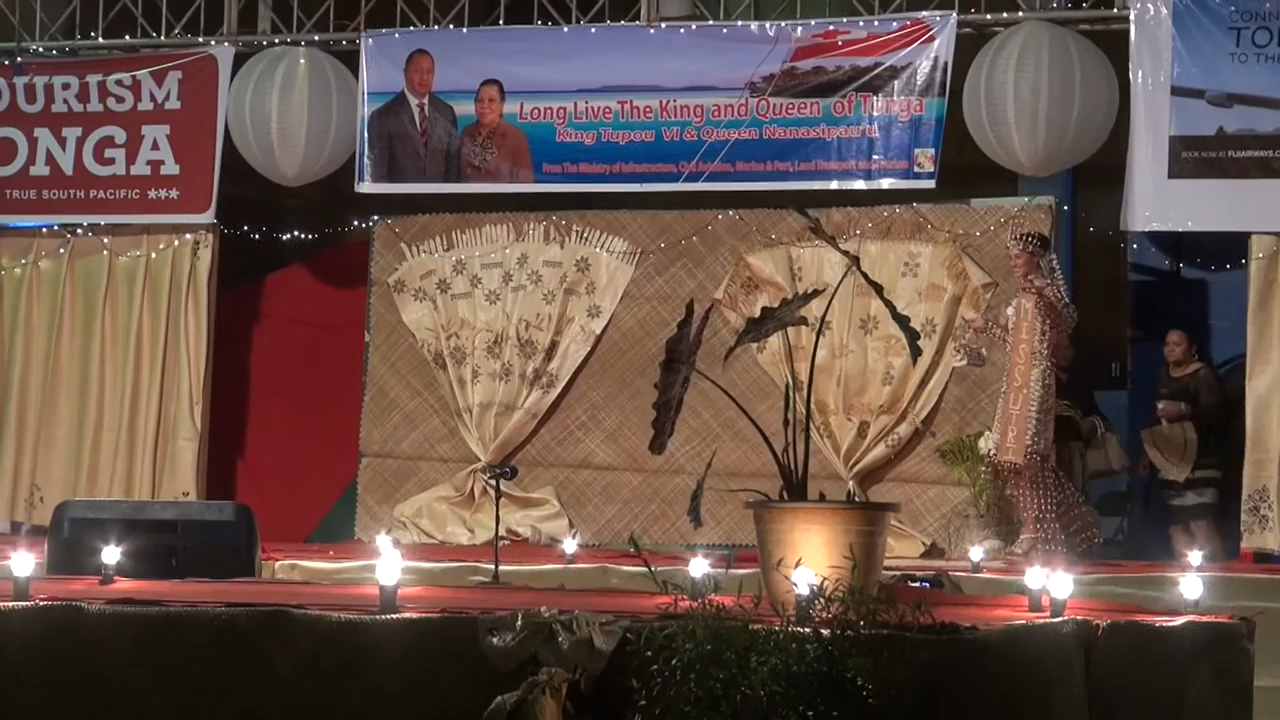 OURISM
ONGA
TRUE SOUTH PACIFIC
Long Live The King and Queen of Tonga
King Tupou VI & Queen Nanasipau'u
From The Ministry of Infrastructure, Civil Aviation, Marine & Port, Land Transport and Tourism
CONN
TO
TO THE
BOOK NOW AT FIJIAIRWAYS.C
MISS UTRI